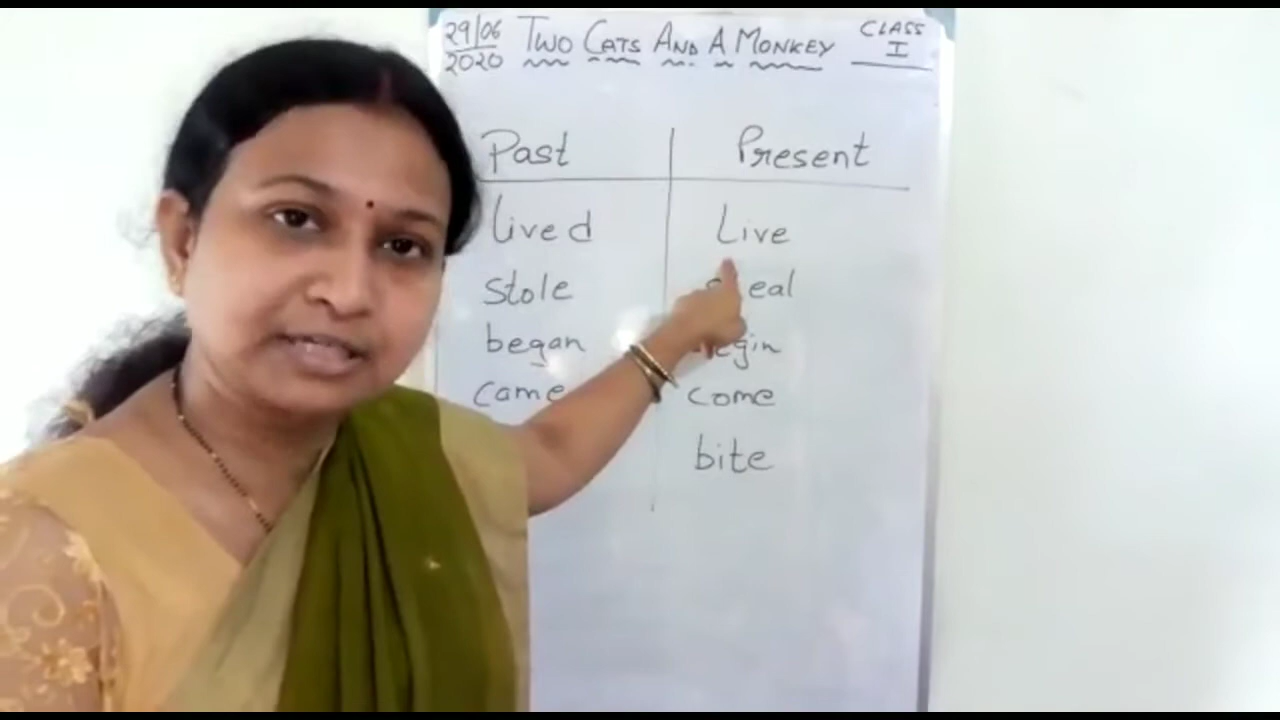 29/06 Two Cats And A Monkey Class
2020 I
Past Present
lived Live
stole
began
came come
bite